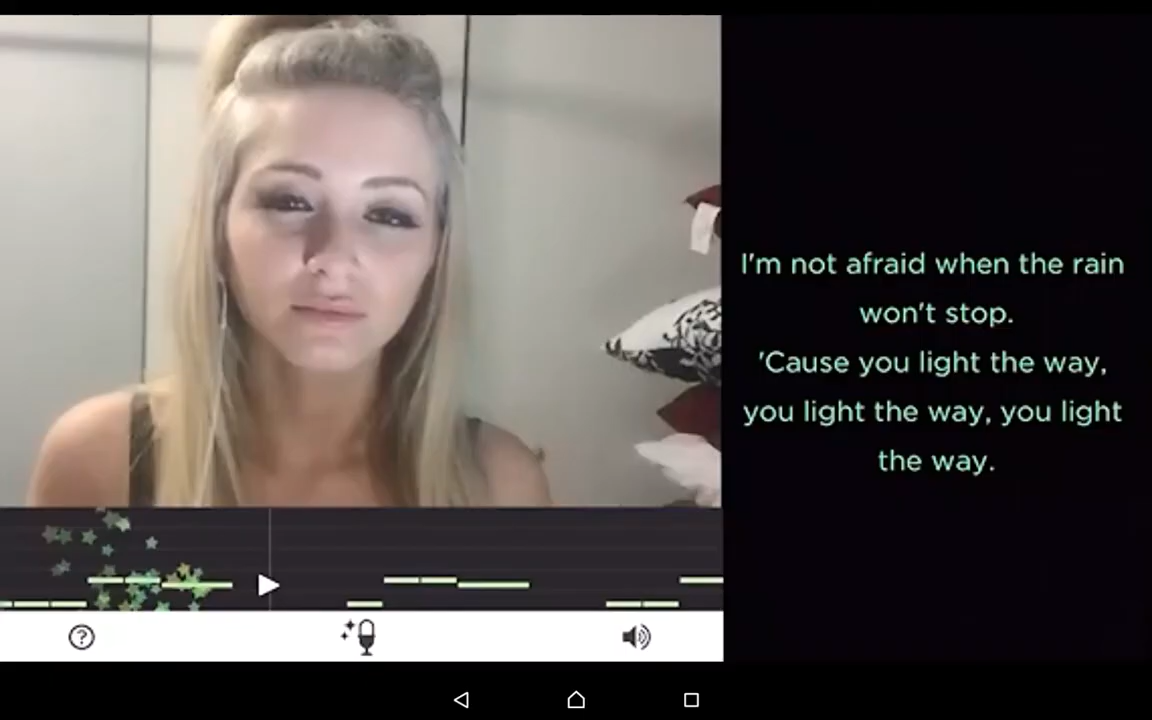 I'm not afraid when the rain
won't stop.
'Cause you light the way,
you light the way, you light
the way.
?